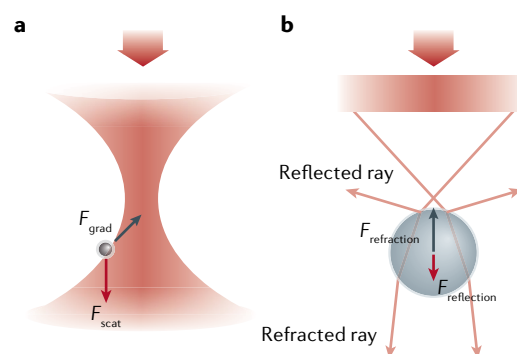 a
b
Reflected ray
F grad
F refraction
F reflection
F scat
Refracted ray